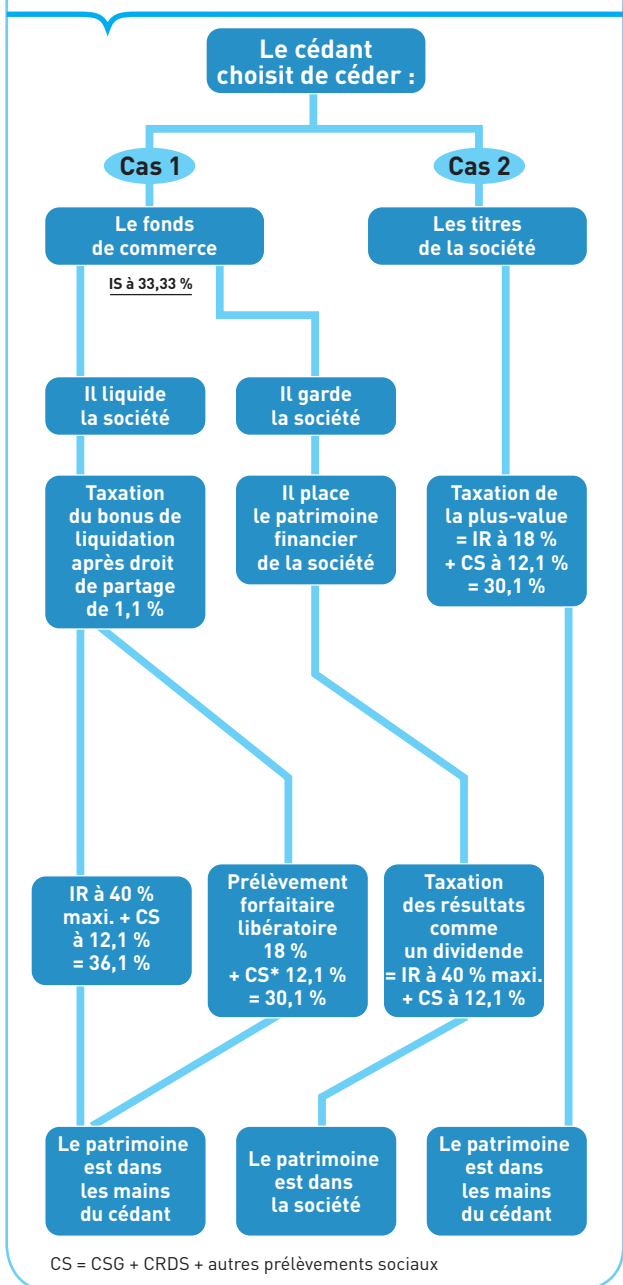 Le cédant
choisit de céder :
Cas 1
Cas 2
Le fonds
de commerce
Les titres
de la société
IS à 33,33 %
Il liquide
la société
Il garde
la société
Taxation
du bonus de
liquidation
après droit
de partage
de 1,1 %
Il place
le patrimoine
financier
de la société
Taxation de
la plus-value
= IR à 18 %
+ CS à 12,1 %
= 30,1 %
IR à 40 %
maxi. + CS
à 12,1 %
= 36,1 %
Prélèvement
forfaitaire
libératoire
18 %
+ CS* 12,1 %
= 30,1 %
Taxation
des résultats
comme
un dividende
= IR à 40 % maxi.
+ CS à 12,1 %
Le patrimoine
est dans
les mains
du cédant
Le patrimoine
est dans
la société
Le patrimoine
est dans
les mains
du cédant
CS = CSG + CRDS + autres prélèvements sociaux